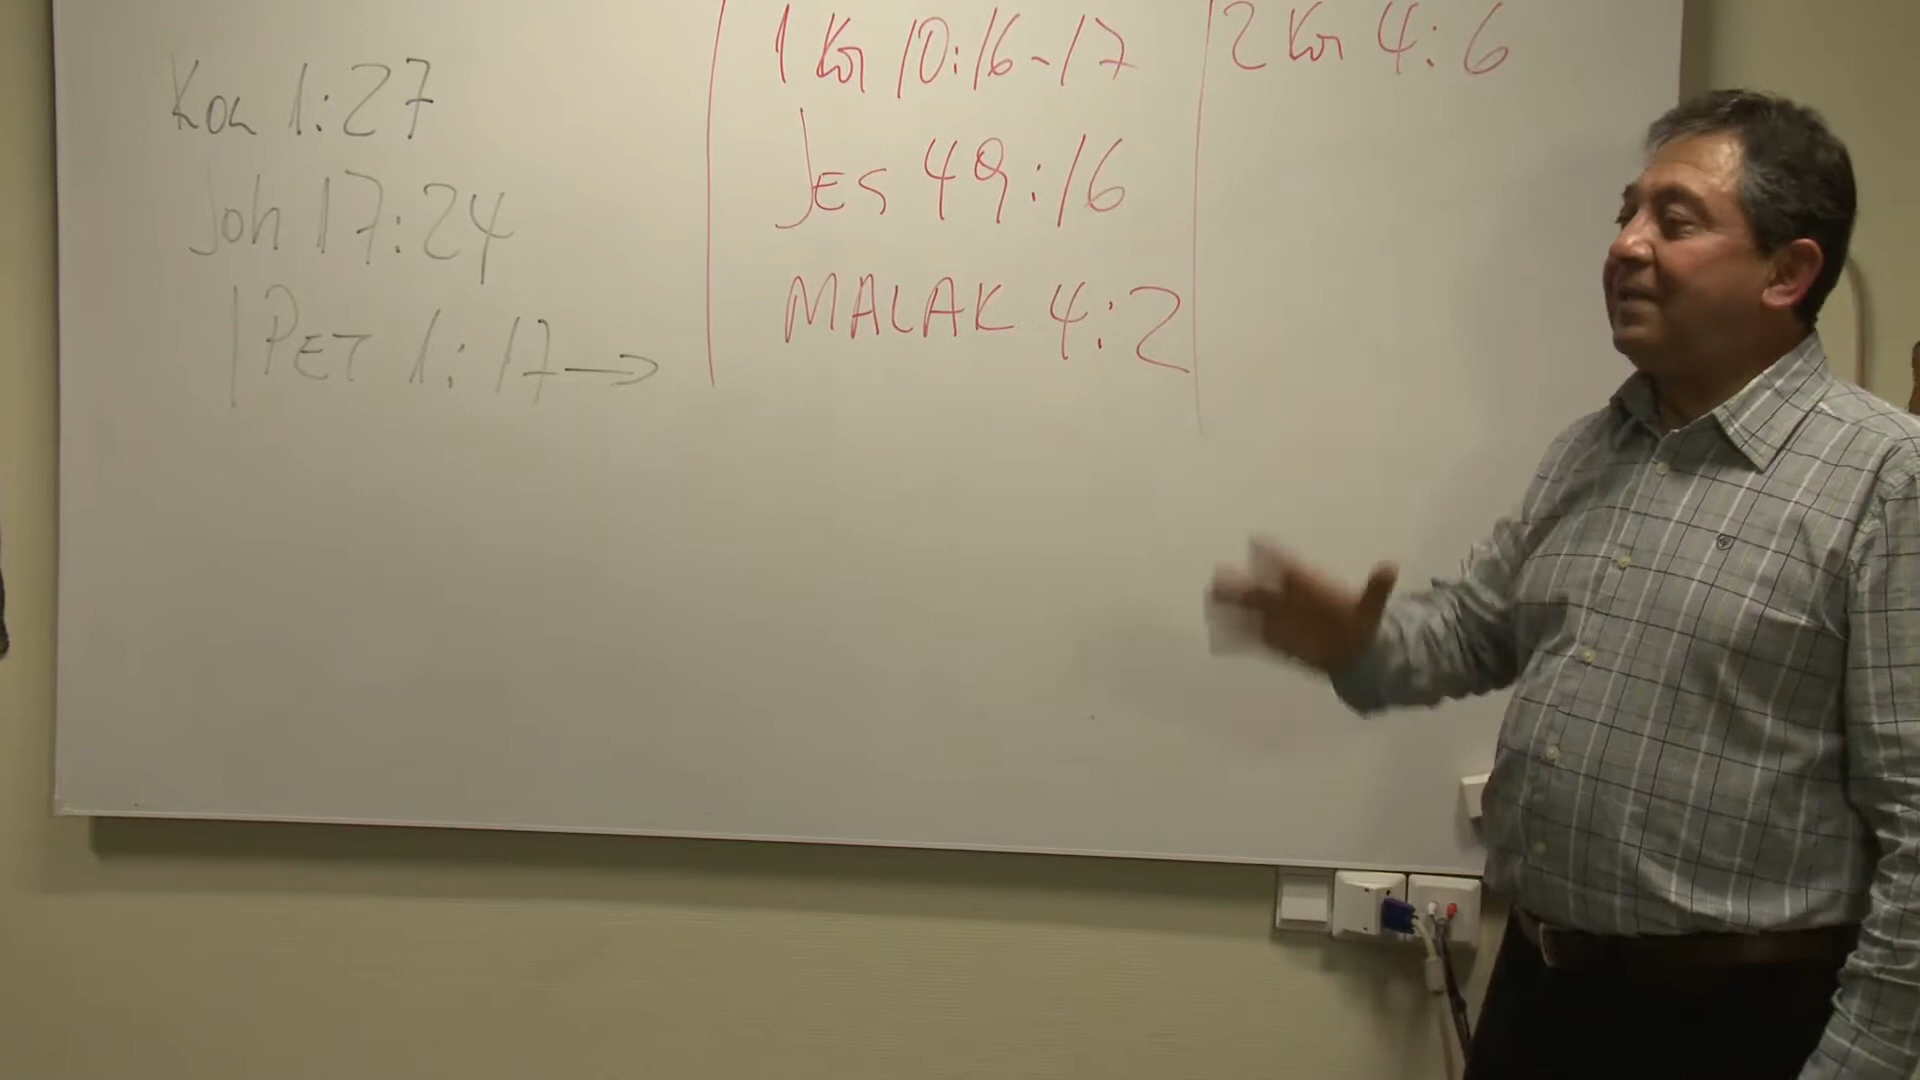 Kol 1:27
Joh 17:24
1 PET 1:17→
1 Kor 10:16-17
JES 49:16
MALAK 4:2
2 Kor 4:6